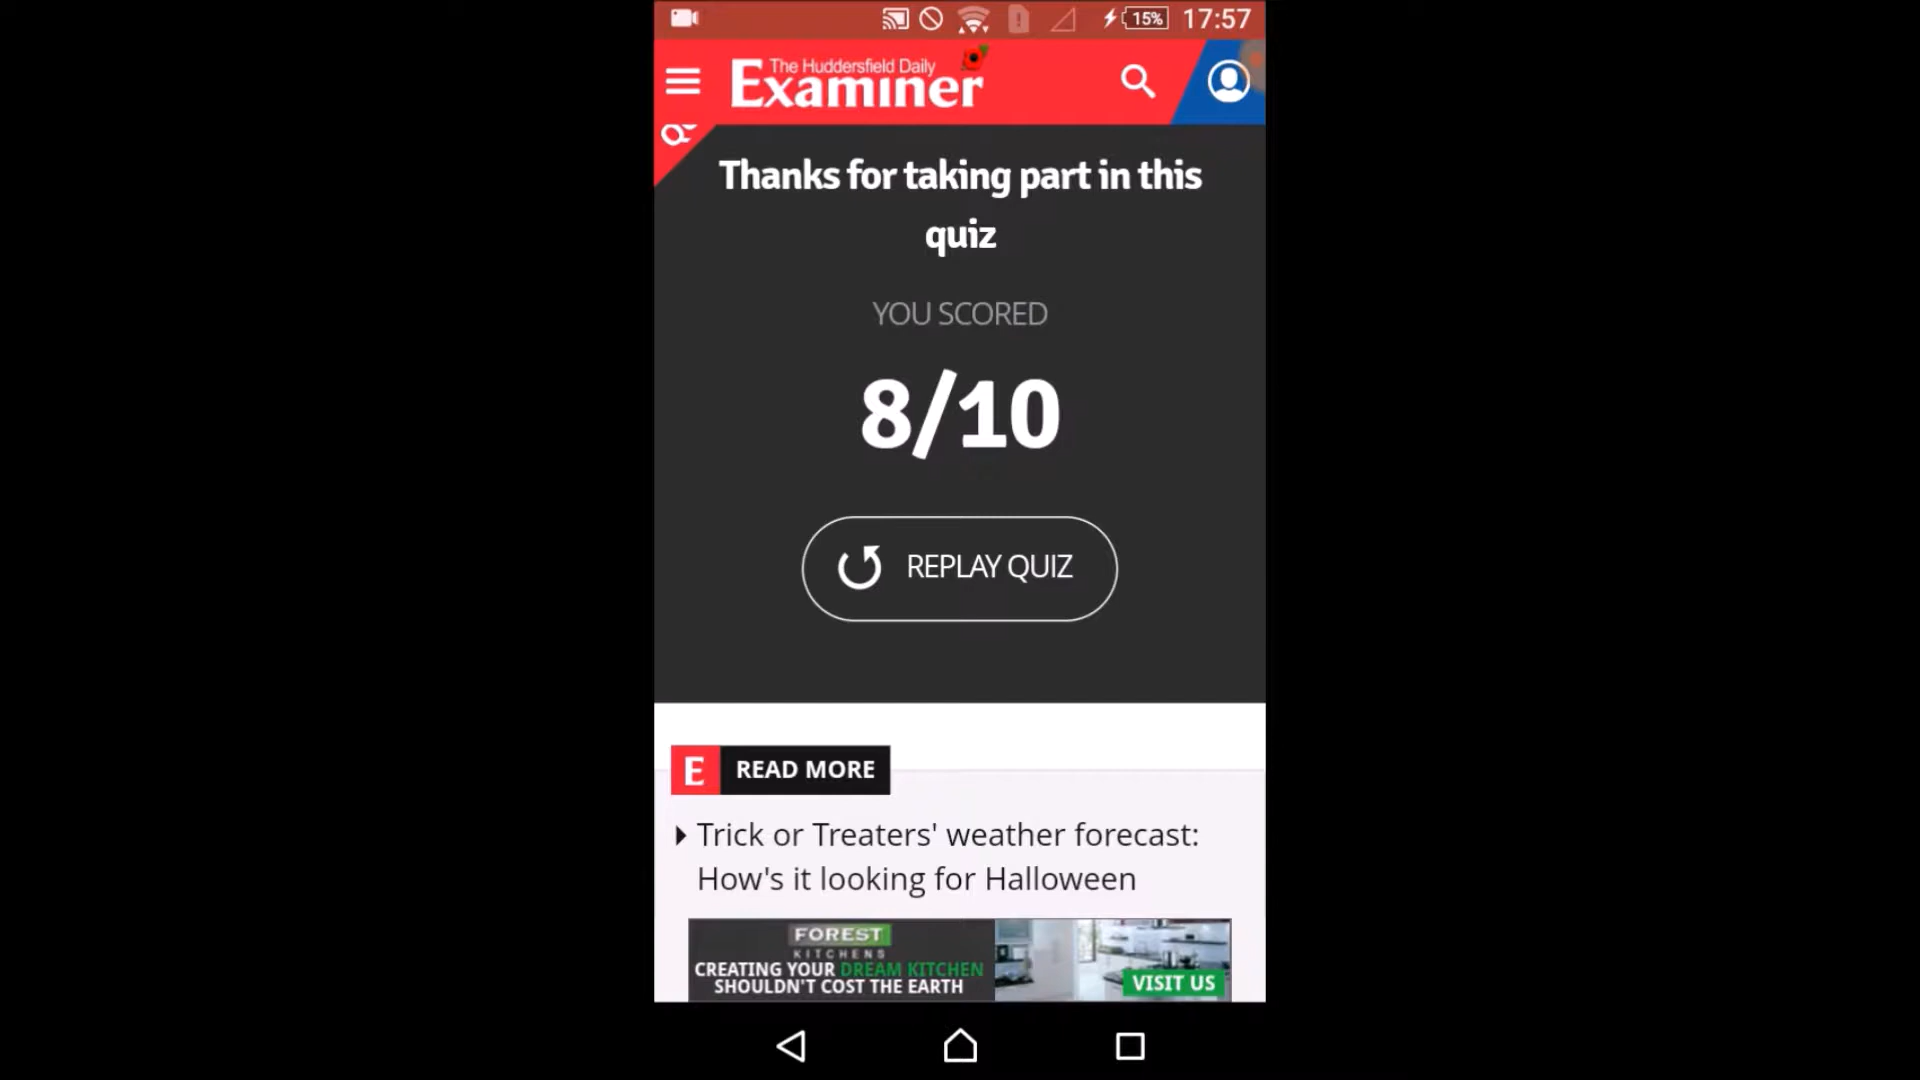 15% 17:57
The Huddersfield Daily
Examiner
Thanks for taking part in this
quiz
YOU SCORED
8/10
REPLAY QUIZ
E READ MORE
Trick or Treaters' weather forecast:
How's it looking for Halloween
FOREST
KITCHENS
CREATING YOUR DREAM KITCHEN
SHOULDN'T COST THE EARTH
VISIT US